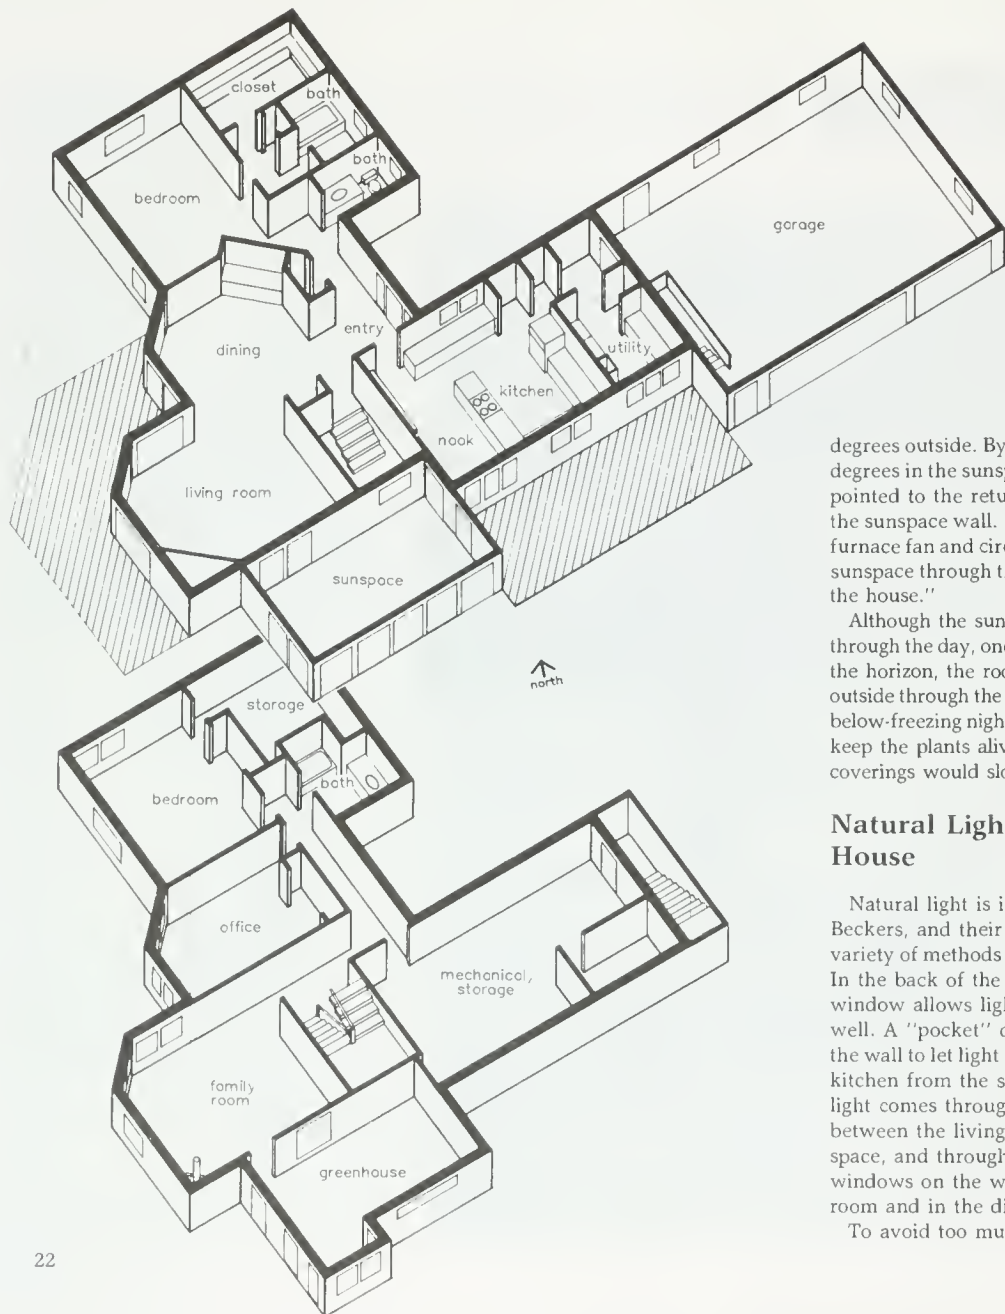 closet
bath
bath
bedroom
garage
entry
dining
utility
kitchen
nook
living room
sunspace
north
storage
bath
bedroom
office
mechanical,
storage
family
room
greenhouse
degrees outside. By
degrees in the sunsp
pointed to the retu
the sunspace wall.
furnace fan and circ
sunspace through t
the house."
Although the sun
through the day, on
the horizon, the roo
outside through the
below-freezing nigh
keep the plants aliv
coverings would slo
Natural Ligh
House
Natural light is i
Beckers, and their
variety of methods
In the back of the
window allows ligh
well. A "pocket" d
the wall to let light
kitchen from the s
light comes throug
between the living
space, and through
windows on the w
room and in the di
To avoid too mu
22